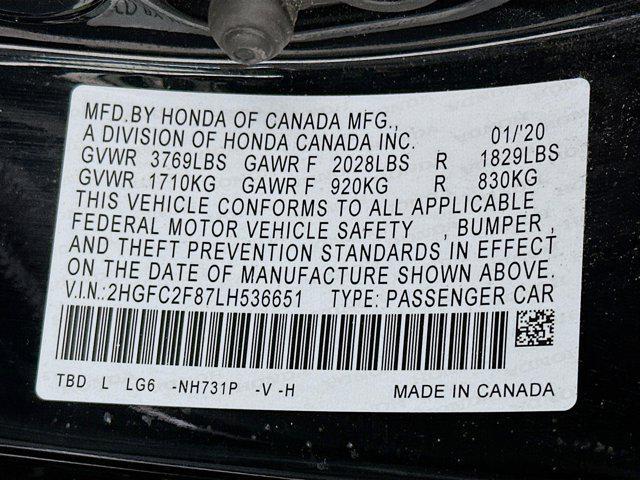 MFD.BY HONDA OF CANADA MFG.,
A DIVISION OF HONDA CANADA INC. 01/'20
GVWR 3769LBS GAWR F 2028LBS R 1829LBS
GVWR 1710KG GAWR F 920KG R 830KG
THIS VEHICLE CONFORMS TO ALL APPLICABLE
FEDERAL MOTOR VEHICLE SAFETY , BUMPER ,
AND THEFT PREVENTION STANDARDS IN EFFECT
ON THE DATE OF MANUFACTURE SHOWN ABOVE.
V.I.N.:2HGFC2F87LH536651 TYPE: PASSENGER CAR
TBD L LG6 -NH731P -V -H MADE IN CANADA